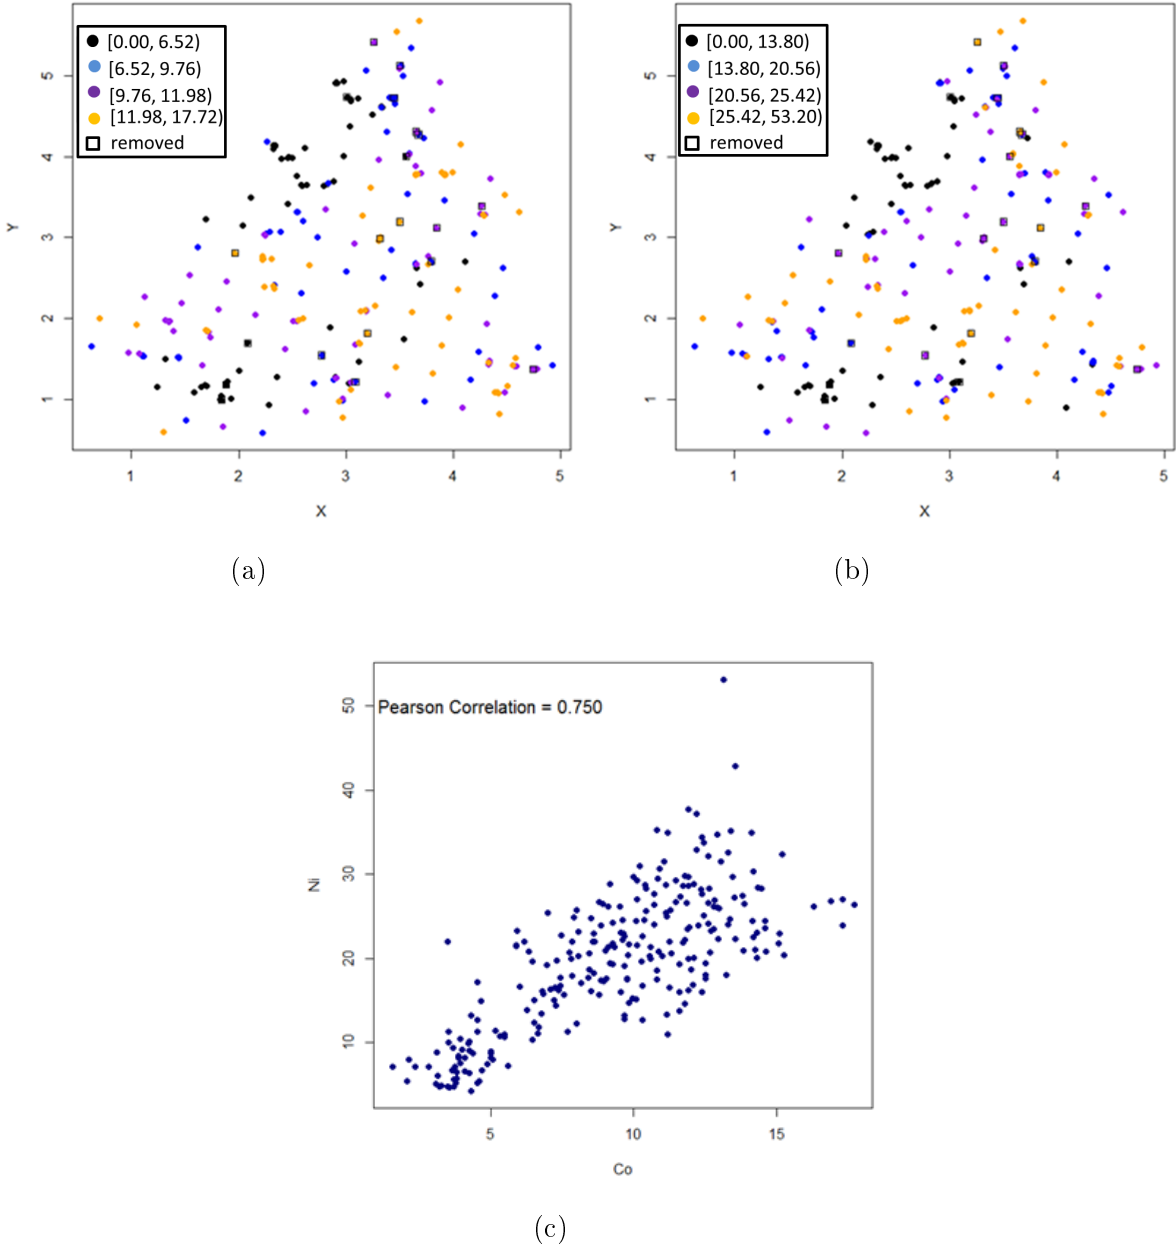 [0.00, 6.52)
[6.52, 9.76)
[9.76, 11.98)
[11.98, 17.72)
removed
5
4
3
2
1
Y
1 2 3 4 5
X
(a)
[0.00, 13.80)
[13.80, 20.56)
[20.56, 25.42)
[25.42, 53.20)
removed
5
4
3
2
1
Y
1 2 3 4 5
X
(b)
Pearson Correlation = 0.750
50
40
30
20
10
Ni
5 10 15
Co
(c)